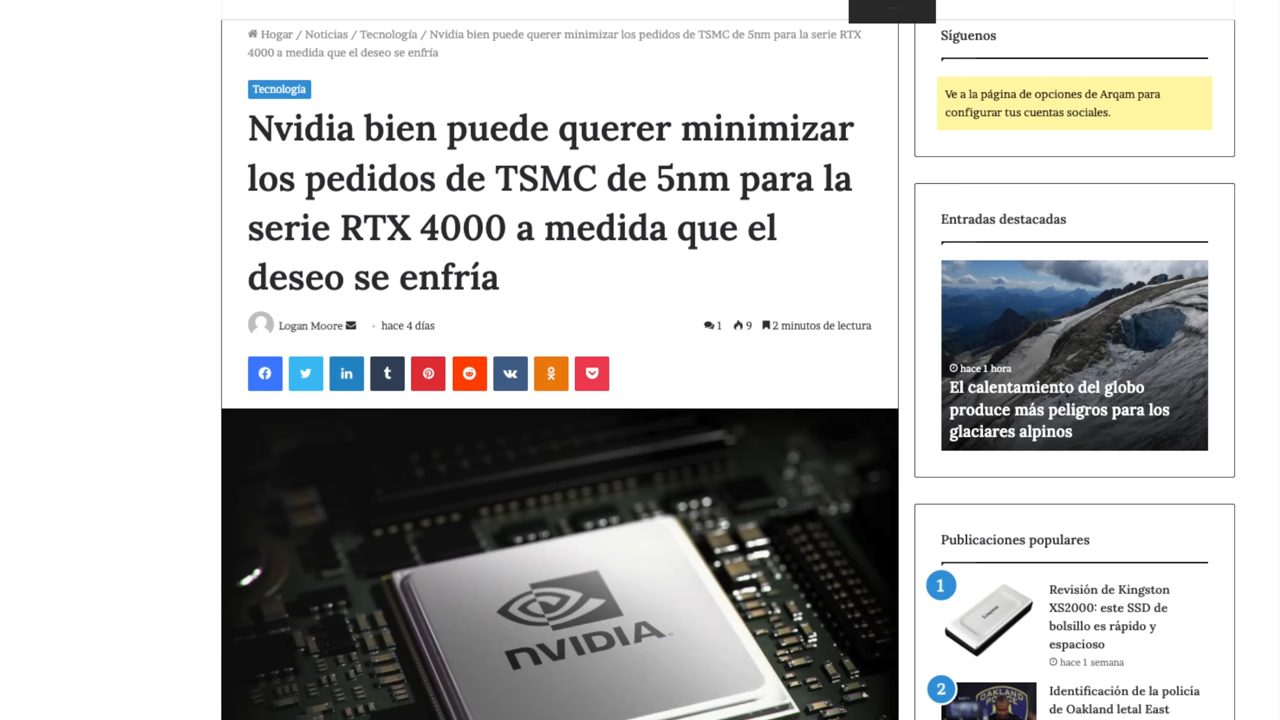 Hogar / Noticias / Tecnología / Nvidia bien puede querer minimizar los pedidos de TSMC de 5nm para la serie RTX
4000 a medida que el deseo se enfría
Tecnología
Nvidia bien puede querer minimizar
los pedidos de TSMC de 5nm para la
serie RTX 4000 a medida que el
deseo se enfría
Logan Moore
hace 4 días
1
9
2 minutos de lectura
NVIDIA
Síguenos
Ve a la página de opciones de Arqam para
configurar tus cuentas sociales.
Entradas destacadas
hace 1 hora
El calentamiento del globo
produce más peligros para los
glaciares alpinos
Publicaciones populares
1
Kingston
Revisión de Kingston
XS2000: este SSD de
bolsillo es rápido y
espacioso
hace 1 semana
2
OAKLAND
Identificación de la policía
de Oakland letal East